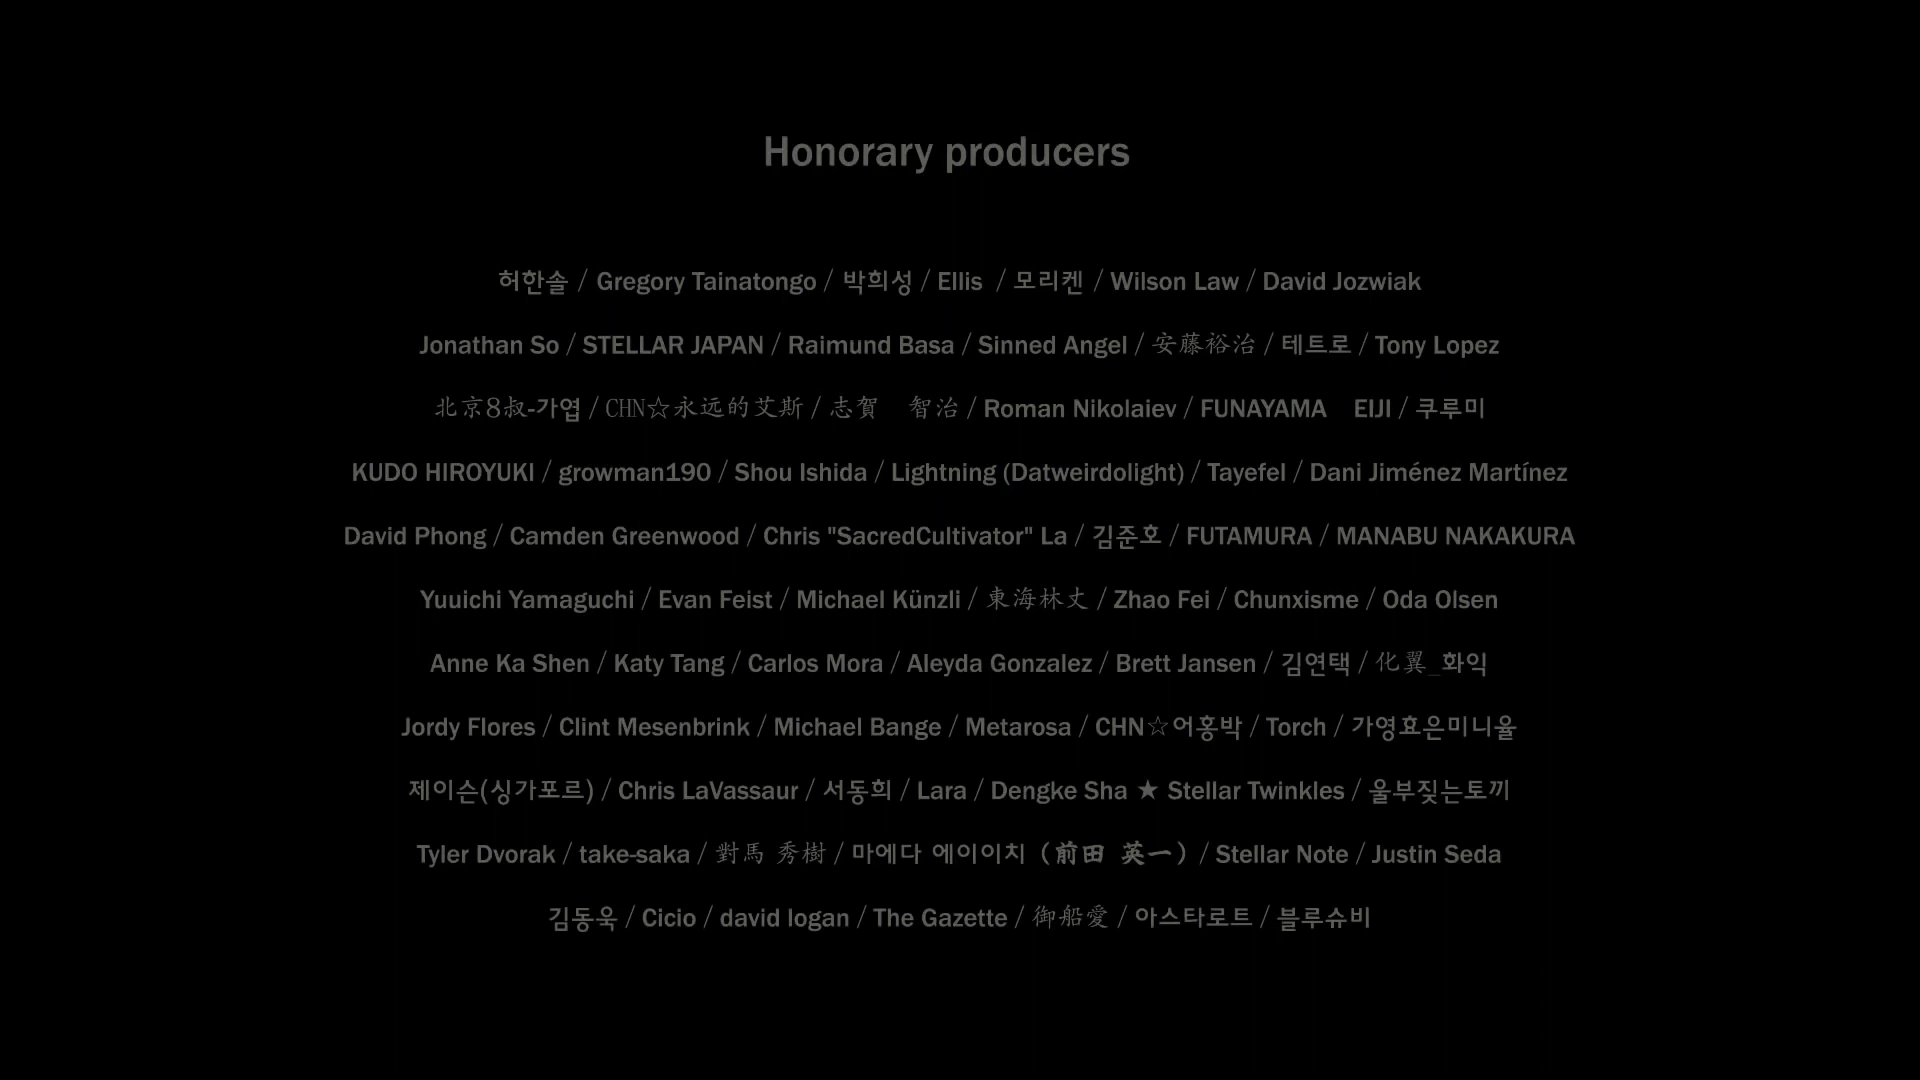 Honorary producers
허한솔 / Gregory Tainatongo / 박희성 / Ellis / 모리켄 / Wilson Law / David Jozwiak
Jonathan So / STELLAR JAPAN / Raimund Basa / Sinned Angel / 安藤裕治 / 테트로 / Tony Lopez
北京8叔-가엽 / CHN☆永远的艾斯 / 志賀　智治 / Roman Nikolaiev / FUNAYAMA　EIJI / 쿠루미
KUDO HIROYUKI / growman190 / Shou Ishida / Lightning (Datweirdolight) / Tayefel / Dani Jiménez Martínez
David Phong / Camden Greenwood / Chris "SacredCultivator" La / 김준호 / FUTAMURA / MANABU NAKAKURA
Yuuichi Yamaguchi / Evan Feist / Michael Künzli / 東海林丈 / Zhao Fei / Chunxisme / Oda Olsen
Anne Ka Shen / Katy Tang / Carlos Mora / Aleyda Gonzalez / Brett Jansen / 김연택 / 化翼_화익
Jordy Flores / Clint Mesenbrink / Michael Bange / Metarosa / CHN☆어홍박 / Torch / 가영효은미니율
제이슨(싱가포르) / Chris LaVassaur / 서동희 / Lara / Dengke Sha ★ Stellar Twinkles / 울부짖는토끼
Tyler Dvorak / take-saka / 對馬 秀樹 / 마에다 에이이치（前田 英一）/ Stellar Note / Justin Seda
김동욱 / Cicio / david logan / The Gazette / 御船愛 / 아스타로트 / 블루슈비